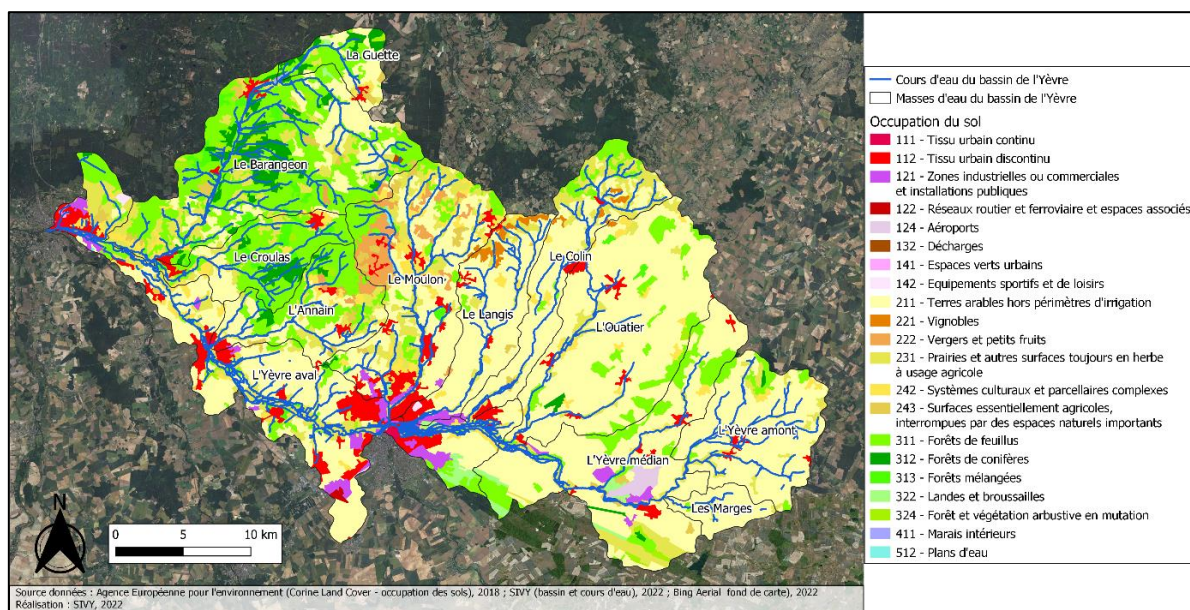 La Guette
Le Barangeon
Le Croulas
L'Annain
Le Moulon
Le Langis
Le Colin
L'Ouatier
L'Yèvre aval
L'Yèvre amont
L'Yèvre médian
Les Marges
N
0 5 10 km
Source données : Agence Européenne pour l'environnement (Corine Land Cover - occupation des sols), 2018 ; SIVY (bassin et cours d'eau), 2022 ; Bing Aerial fond de carte), 2022
Réalisation : SIVY, 2022
Cours d'eau du bassin de l'Yèvre
Masses d'eau du bassin de l'Yèvre
Occupation du sol
111 - Tissu urbain continu
112 - Tissu urbain discontinu
121 - Zones industrielles ou commerciales
et installations publiques
122 - Réseaux routier et ferroviaire et espaces associés
124 - Aéroports
132 - Décharges
141 - Espaces verts urbains
142 - Equipements sportifs et de loisirs
211 - Terres arables hors périmètres d'irrigation
221 - Vignobles
222 - Vergers et petits fruits
231 - Prairies et autres surfaces toujours en herbe
à usage agricole
242 - Systèmes culturaux et parcellaires complexes
243 - Surfaces essentiellement agricoles,
interrompues par des espaces naturels importants
311 - Forêts de feuillus
312 - Forêts de conifères
313 - Forêts mélangées
322 - Landes et broussailles
324 - Forêt et végétation arbustive en mutation
411 - Marais intérieurs
512 - Plans d'eau